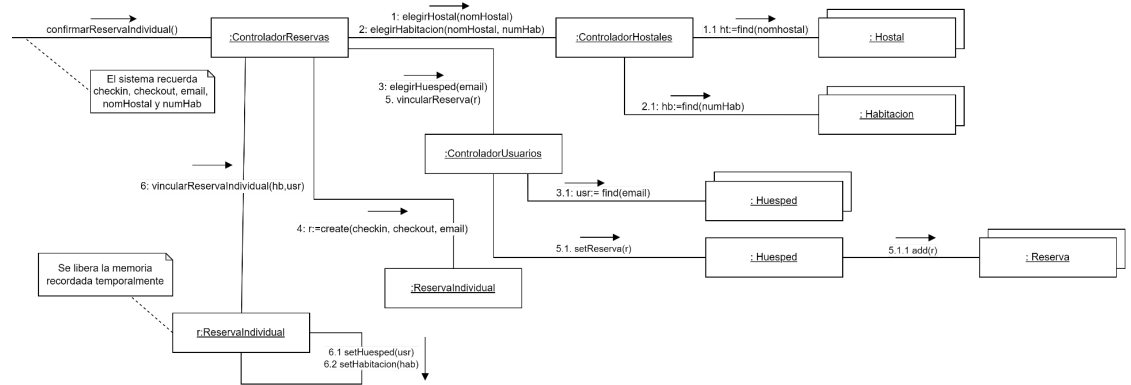 confirmarReservaIndividual()
:ControladorReservas
1: elegirHostal(nomHostal)
2: elegirHabitacion(nomHostal, numHab)
:ControladorHostales
1.1 ht:=find(nomhostal)
: Hostal
El sistema recuerda
checkin, checkout, email,
nomHostal y numHab
3: elegirHuesped(email)
5. vincularReserva(r)
2.1: hb:=find(numHab)
: Habitacion
:ControladorUsuarios
6: vincularReservaIndividual(hb,usr)
3.1: usr:= find(email)
: Huesped
4: r:=create(checkin, checkout, email)
5.1. setReserva(r)
: Huesped
5.1.1 add(r)
: Reserva
Se libera la memoria
recordada temporalmente
:ReservaIndividual
r:ReservaIndividual
6.1 setHuesped(usr)
6.2 setHabitacion(hab)